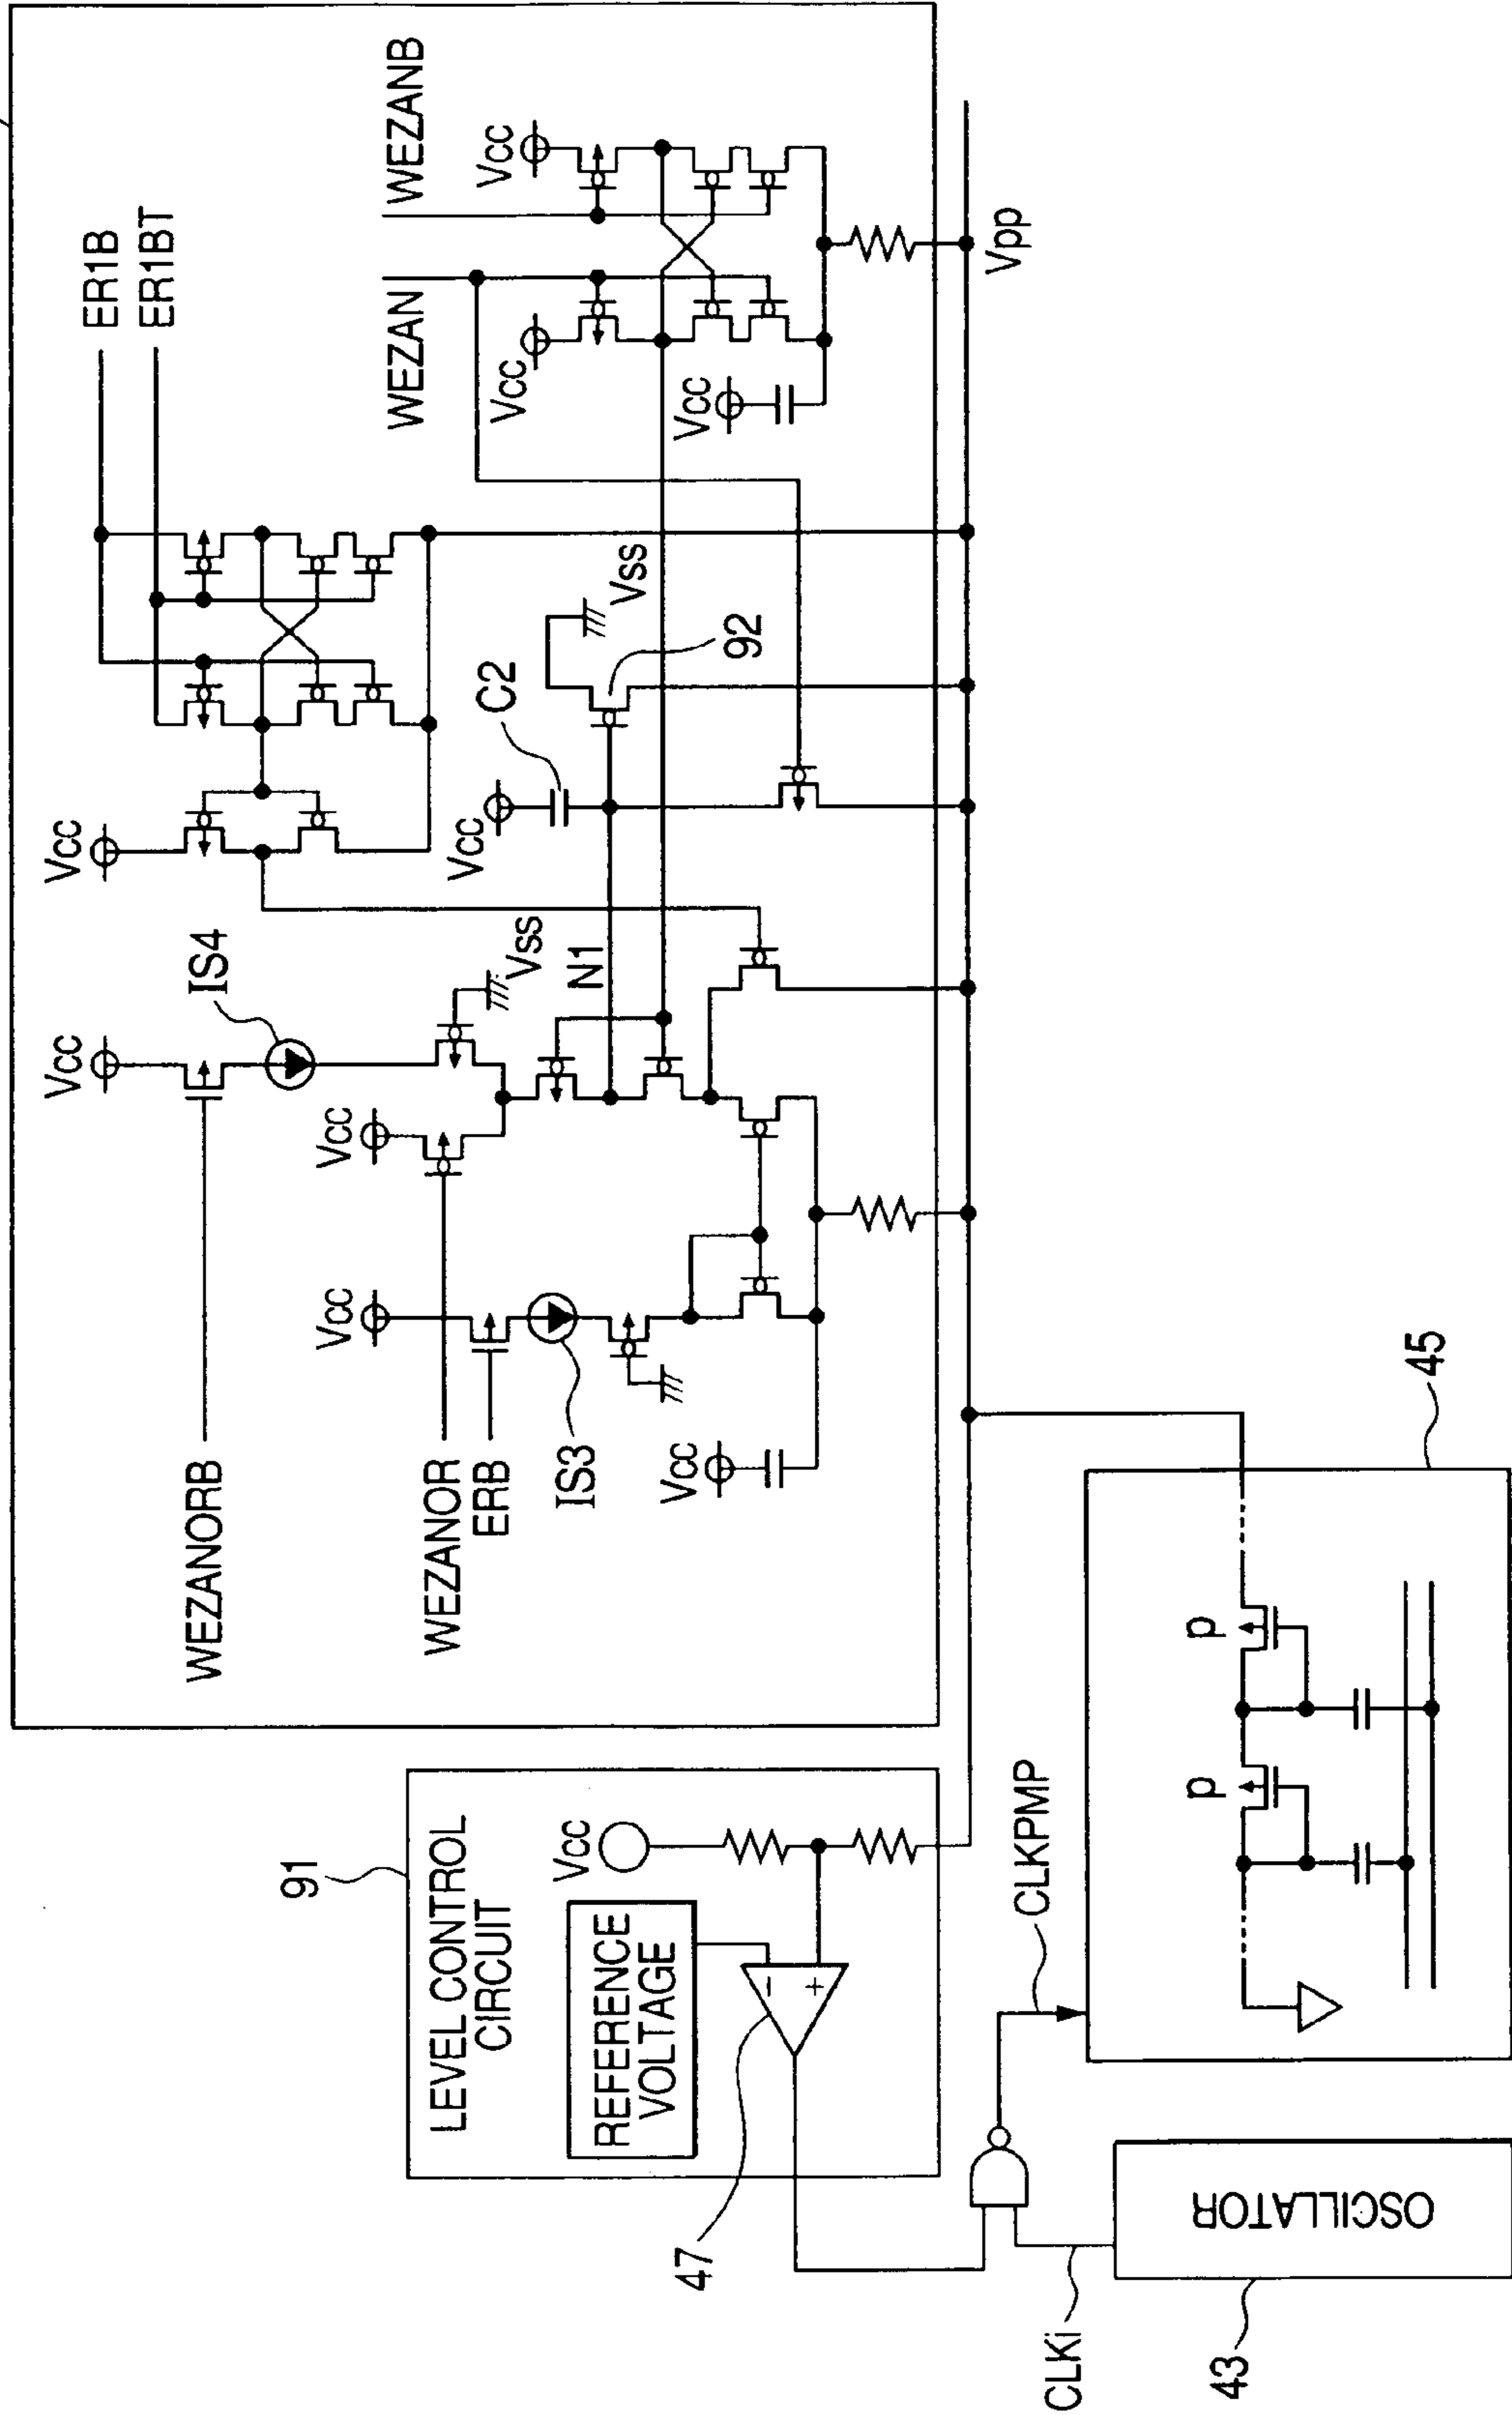 ER1B
ER1BT
WEZANB
WEZAN
Vcc
Vcc
Vcc
Vpp
Vcc
IS4
Vcc
Vcc
C2
Vss
92
Vss
N1
Vcc
Vcc
IS3
Vcc
WEZANORB
WEZANOR
ERB
91
LEVEL CONTROL
CIRCUIT
Vcc
REFERENCE
VOLTAGE
-
+
47
CLKPMP
45
p
p
CLKi
OSCILLATOR
43